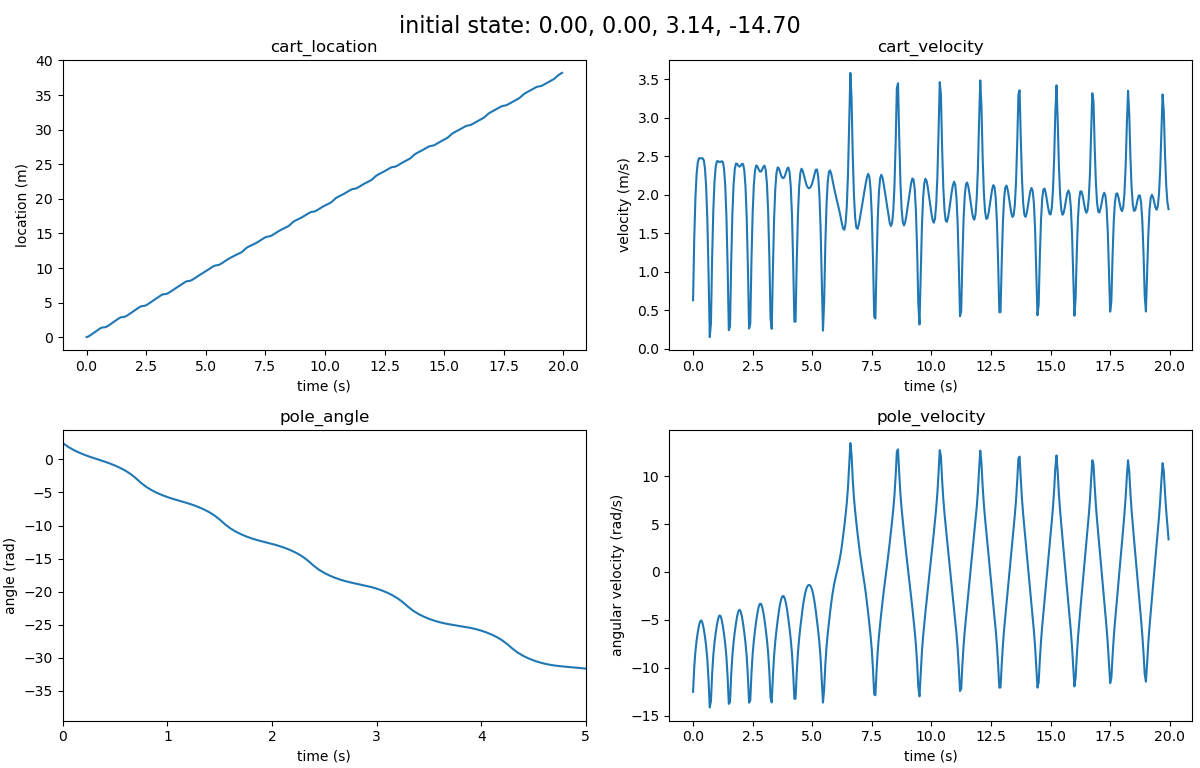 initial state: 0.00, 0.00, 3.14, -14.70
cart_location
location (m)
40
35
30
25
20
15
10
5
0
0.0 2.5 5.0 7.5 10.0 12.5 15.0 17.5 20.0
time (s)
cart_velocity
velocity (m/s)
3.5
3.0
2.5
2.0
1.5
1.0
0.5
0.0
0.0 2.5 5.0 7.5 10.0 12.5 15.0 17.5 20.0
time (s)
pole_angle
angle (rad)
0
−5
−10
−15
−20
−25
−30
−35
0 1 2 3 4 5
time (s)
pole_velocity
angular velocity (rad/s)
10
5
0
−5
−10
−15
0.0 2.5 5.0 7.5 10.0 12.5 15.0 17.5 20.0
time (s)